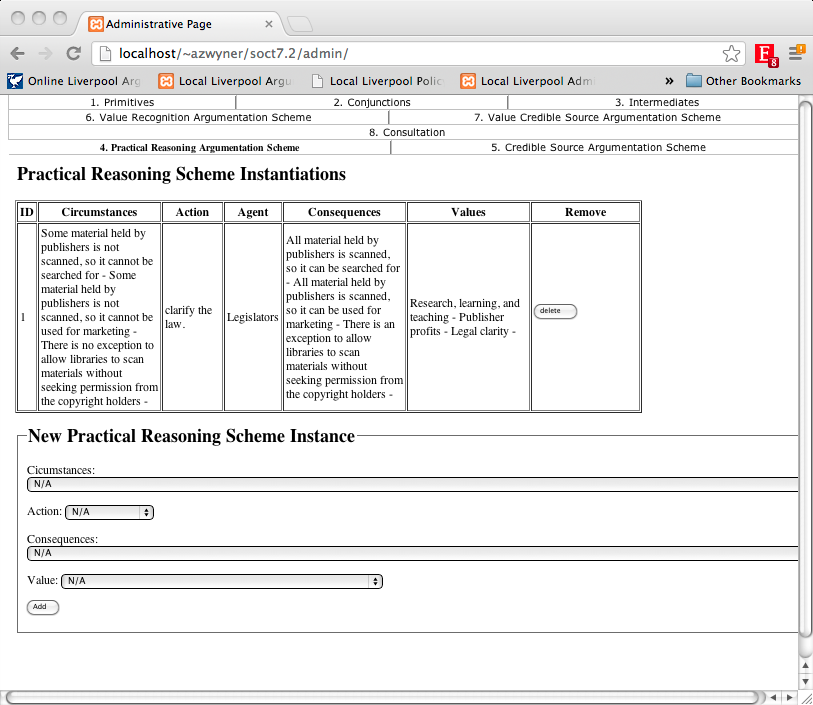 Administrative Page
localhost/~azwyner/soct7.2/admin/
E 8
Online Liverpool Arg Local Liverpool Argu Local Liverpool Polic Local Liverpool Adm » Other Bookmarks
1. Primitives 2. Conjunctions 3. Intermediates
6. Value Recognition Argumentation Scheme 7. Value Credible Source Argumentation Scheme
8. Consultation
4. Practical Reasoning Argumentation Scheme 5. Credible Source Argumentation Scheme
Practical Reasoning Scheme Instantiations
ID Circumstances Action Agent Consequences Values Remove
1
Some material held by
publishers is not
scanned, so it cannot be
searched for - Some
material held by
publishers is not
scanned, so it cannot be
used for marketing -
There is no exception to
allow libraries to scan
materials without
seeking permission from
the copyright holders -
clarify the
law.
Legislators
All material held by
publishers is scanned,
so it can be searched for
- All material held by
publishers is scanned,
so it can be used for
marketing - There is an
exception to allow
libraries to scan
materials without
seeking permission from
the copyright holders -
Research, learning, and
teaching - Publisher
profits - Legal clarity -
delete
New Practical Reasoning Scheme Instance
Cicumstances:
N/A
Action: N/A
Consequences:
N/A
Value: N/A
Add